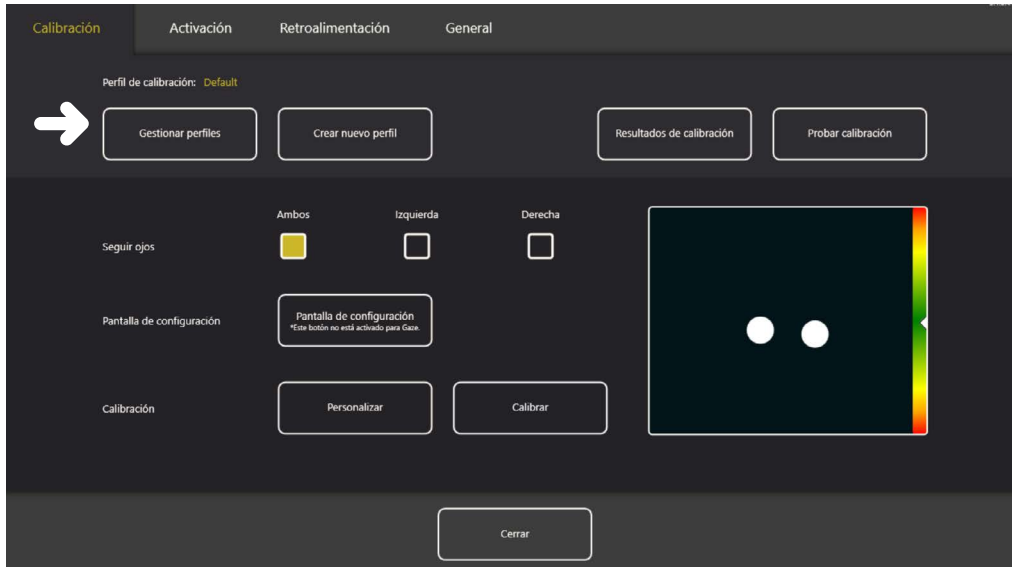 Calibración Activación Retroalimentación General
Perfil de calibración: Default
Gestionar perfiles Crear nuevo perfil Resultados de calibración Probar calibración
Ambos Izquierda Derecha
Seguir ojos
Pantalla de configuración Pantalla de configuración
*Este botón no está activado para Gaze.
Calibración Personalizar Calibrar
Cerrar